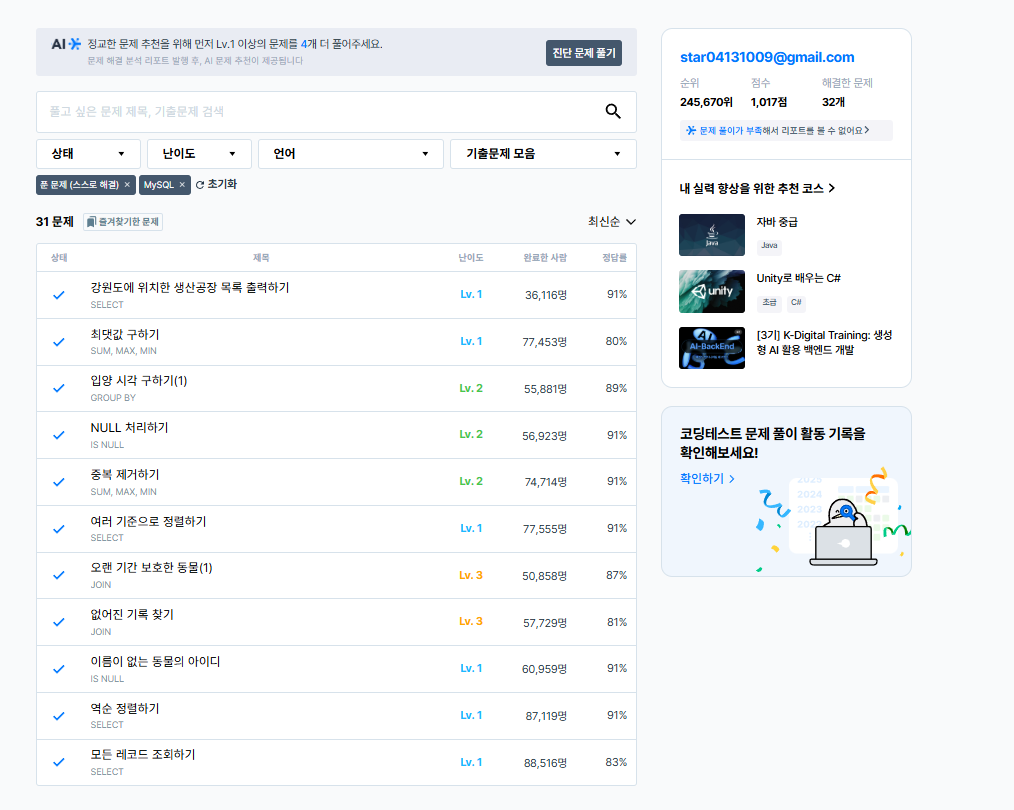 AI 정교한 문제 추천을 위해 먼저 Lv.1 이상의 문제를 4개 더 풀어주세요.
문제 해결 분석 리포트 발행 후, AI 문제 추천이 제공됩니다
진단 문제 풀기
풀고 싶은 문제 제목, 기출문제 검색
상태 난이도 언어 기출문제 모음
푼 문제 (스스로 해결) × MySQL × 초기화
31 문제 즐겨찾기한 문제 최신순
상태 제목 난이도 완료한 사람 정답률
강원도에 위치한 생산공장 목록 출력하기 Lv. 1 36,116명 91%
SELECT
최댓값 구하기 Lv. 1 77,453명 80%
SUM, MAX, MIN
입양 시각 구하기(1) Lv. 2 55,881명 89%
GROUP BY
NULL 처리하기 Lv. 2 56,923명 91%
IS NULL
중복 제거하기 Lv. 2 74,714명 91%
SUM, MAX, MIN
여러 기준으로 정렬하기 Lv. 1 77,555명 91%
SELECT
오랜 기간 보호한 동물(1) Lv. 3 50,858명 87%
JOIN
없어진 기록 찾기 Lv. 3 57,729명 81%
JOIN
이름이 없는 동물의 아이디 Lv. 1 60,959명 91%
IS NULL
역순 정렬하기 Lv. 1 87,119명 91%
SELECT
모든 레코드 조회하기 Lv. 1 88,516명 83%
SELECT
star04131009@gmail.com
순위 점수 해결한 문제
245,670위 1,017점 32개
문제 풀이가 부족해서 리포트를 볼 수 없어요
내 실력 향상을 위한 추천 코스
Java
자바 중급
Java
unity
Unity로 배우는 C#
초급 C#
AI
AI-BackEnd
[3기] K-Digital Training: 생성
형 AI 활용 백엔드 개발
코딩테스트 문제 풀이 활동 기록을
확인해보세요!
확인하기
2025
2024
2023